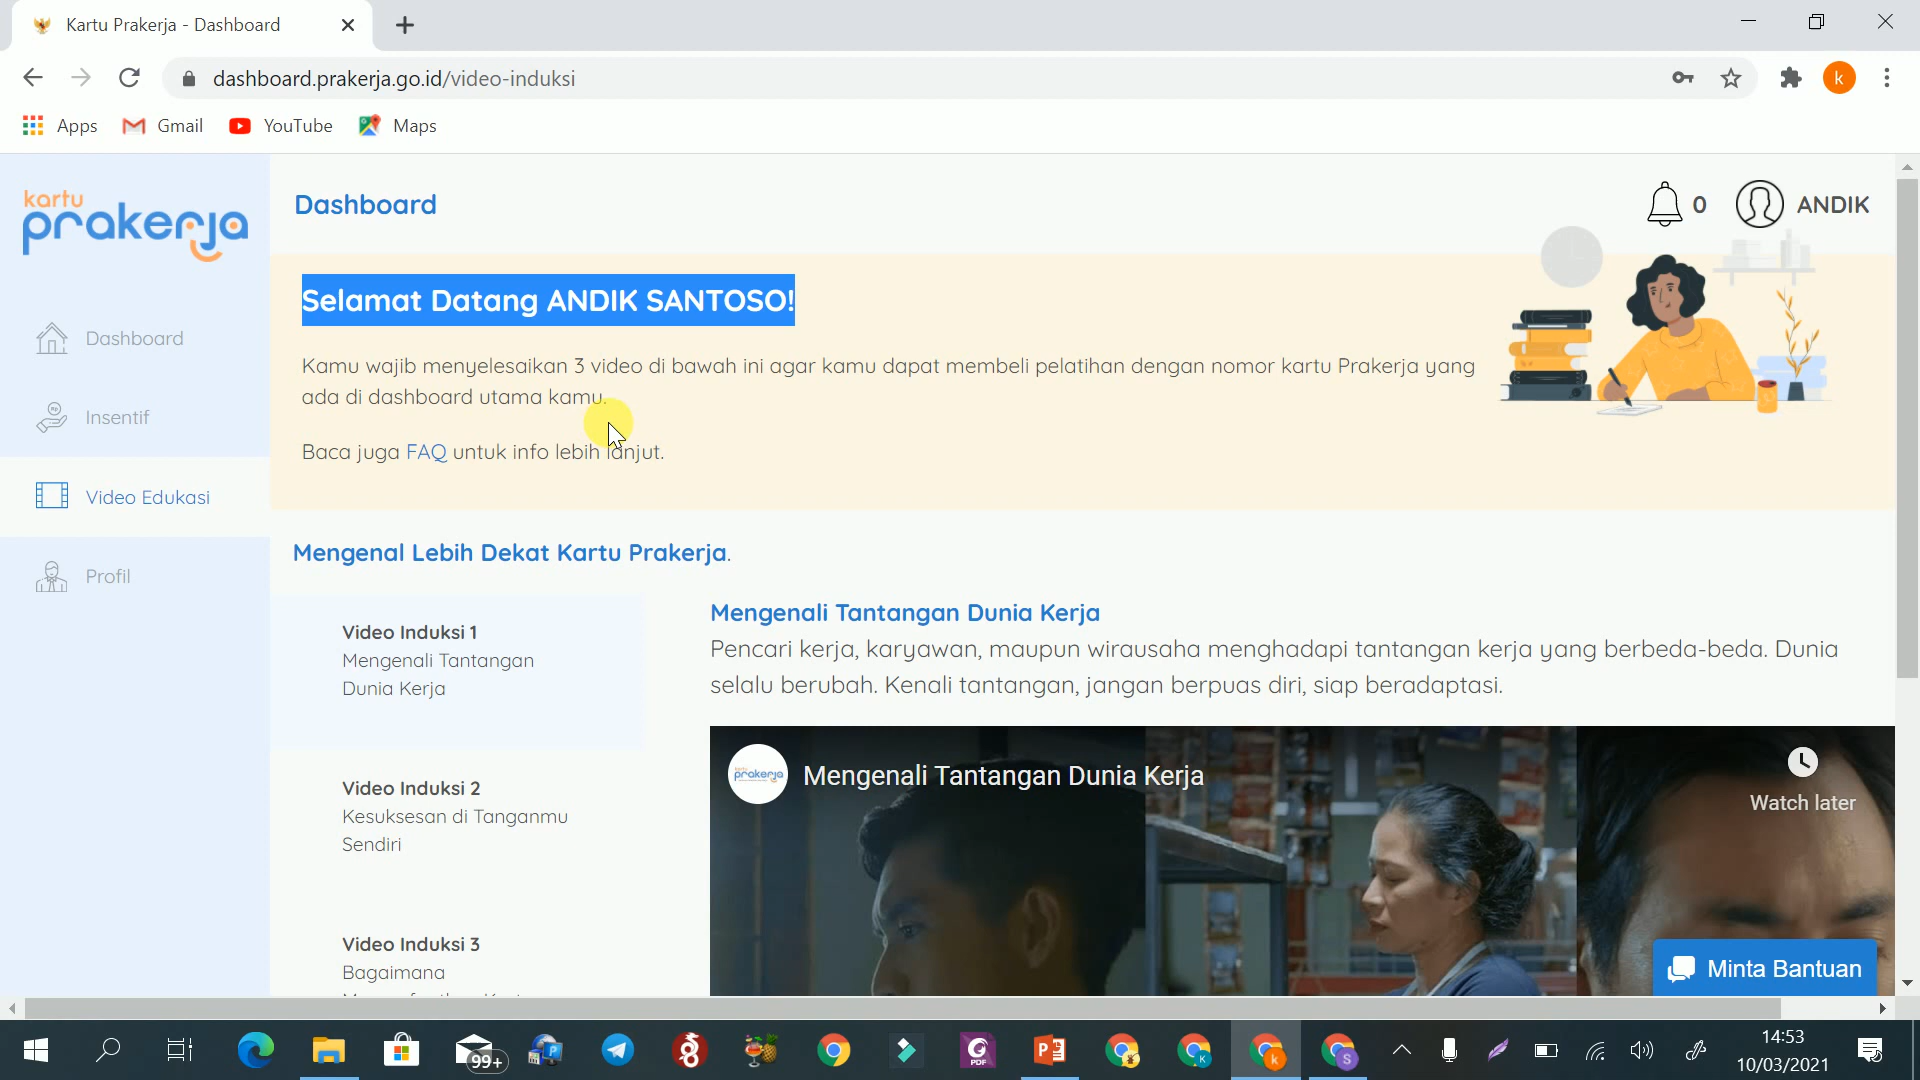 Kartu Prakerja - Dashboard
dashboard.prakerja.go.id/video-induksi
k
Apps
Gmail
YouTube
Maps
kartu
prakerja
Dashboard
0
ANDIK
Selamat Datang ANDIK SANTOSO!
Kamu wajib menyelesaikan 3 video di bawah ini agar kamu dapat membeli pelatihan dengan nomor kartu Prakerja yang
ada di dashboard utama kamu.
Baca juga FAQ untuk info lebih lanjut.
Dashboard
Insentif
Video Edukasi
Profil
Mengenal Lebih Dekat Kartu Prakerja.
Video Induksi 1
Mengenali Tantangan
Dunia Kerja
Video Induksi 2
Kesuksesan di Tanganmu
Sendiri
Video Induksi 3
Bagaimana
Mengenali Tantangan Dunia Kerja
Pencari kerja, karyawan, maupun wirausaha menghadapi tantangan kerja yang berbeda-beda. Dunia
selalu berubah. Kenali tantangan, jangan berpuas diri, siap beradaptasi.
kartu
prakerja
Mengenali Tantangan Dunia Kerja
Watch later
Minta Bantuan
99+
PDF
14:53
10/03/2021